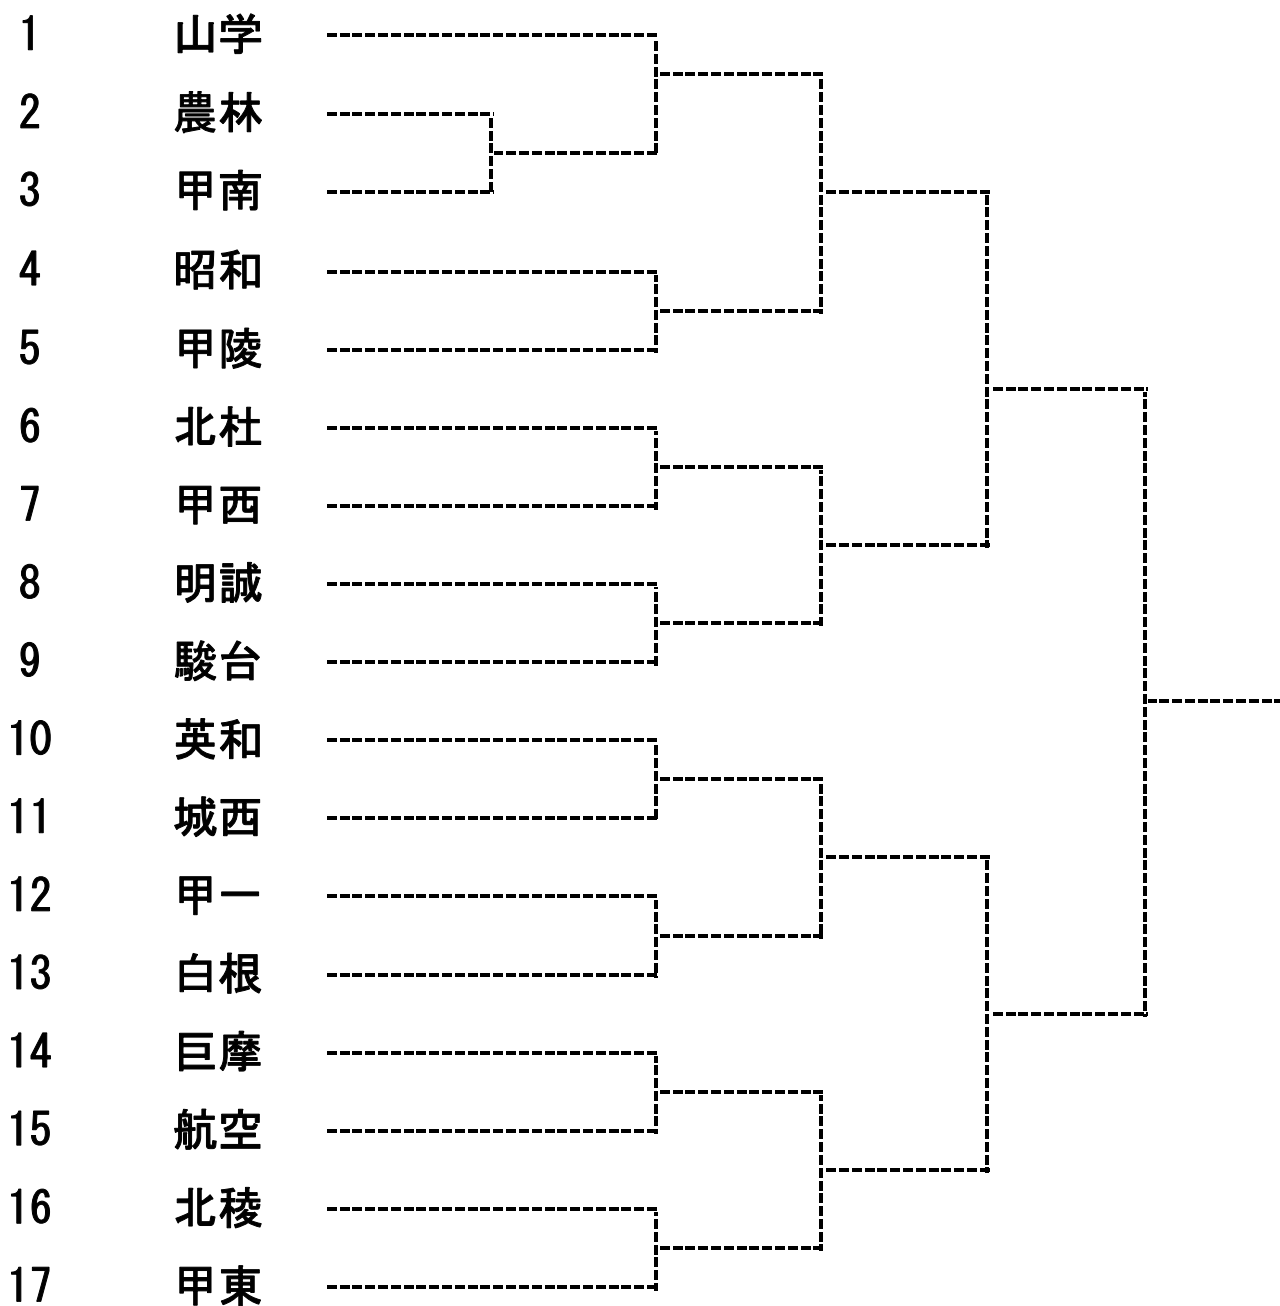 1 山学
2 農林
3 甲南
4 昭和
5 甲陵
6 北杜
7 甲西
8 明誠
9 駿台
10 英和
11 城西
12 甲一
13 白根
14 巨摩
15 航空
16 北稜
17 甲東